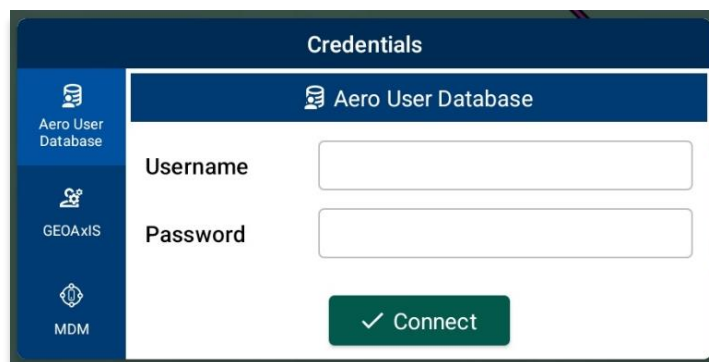 Credentials
Aero User
Database
GEOAxIS
MDM
Aero User Database
Username
Password
Connect